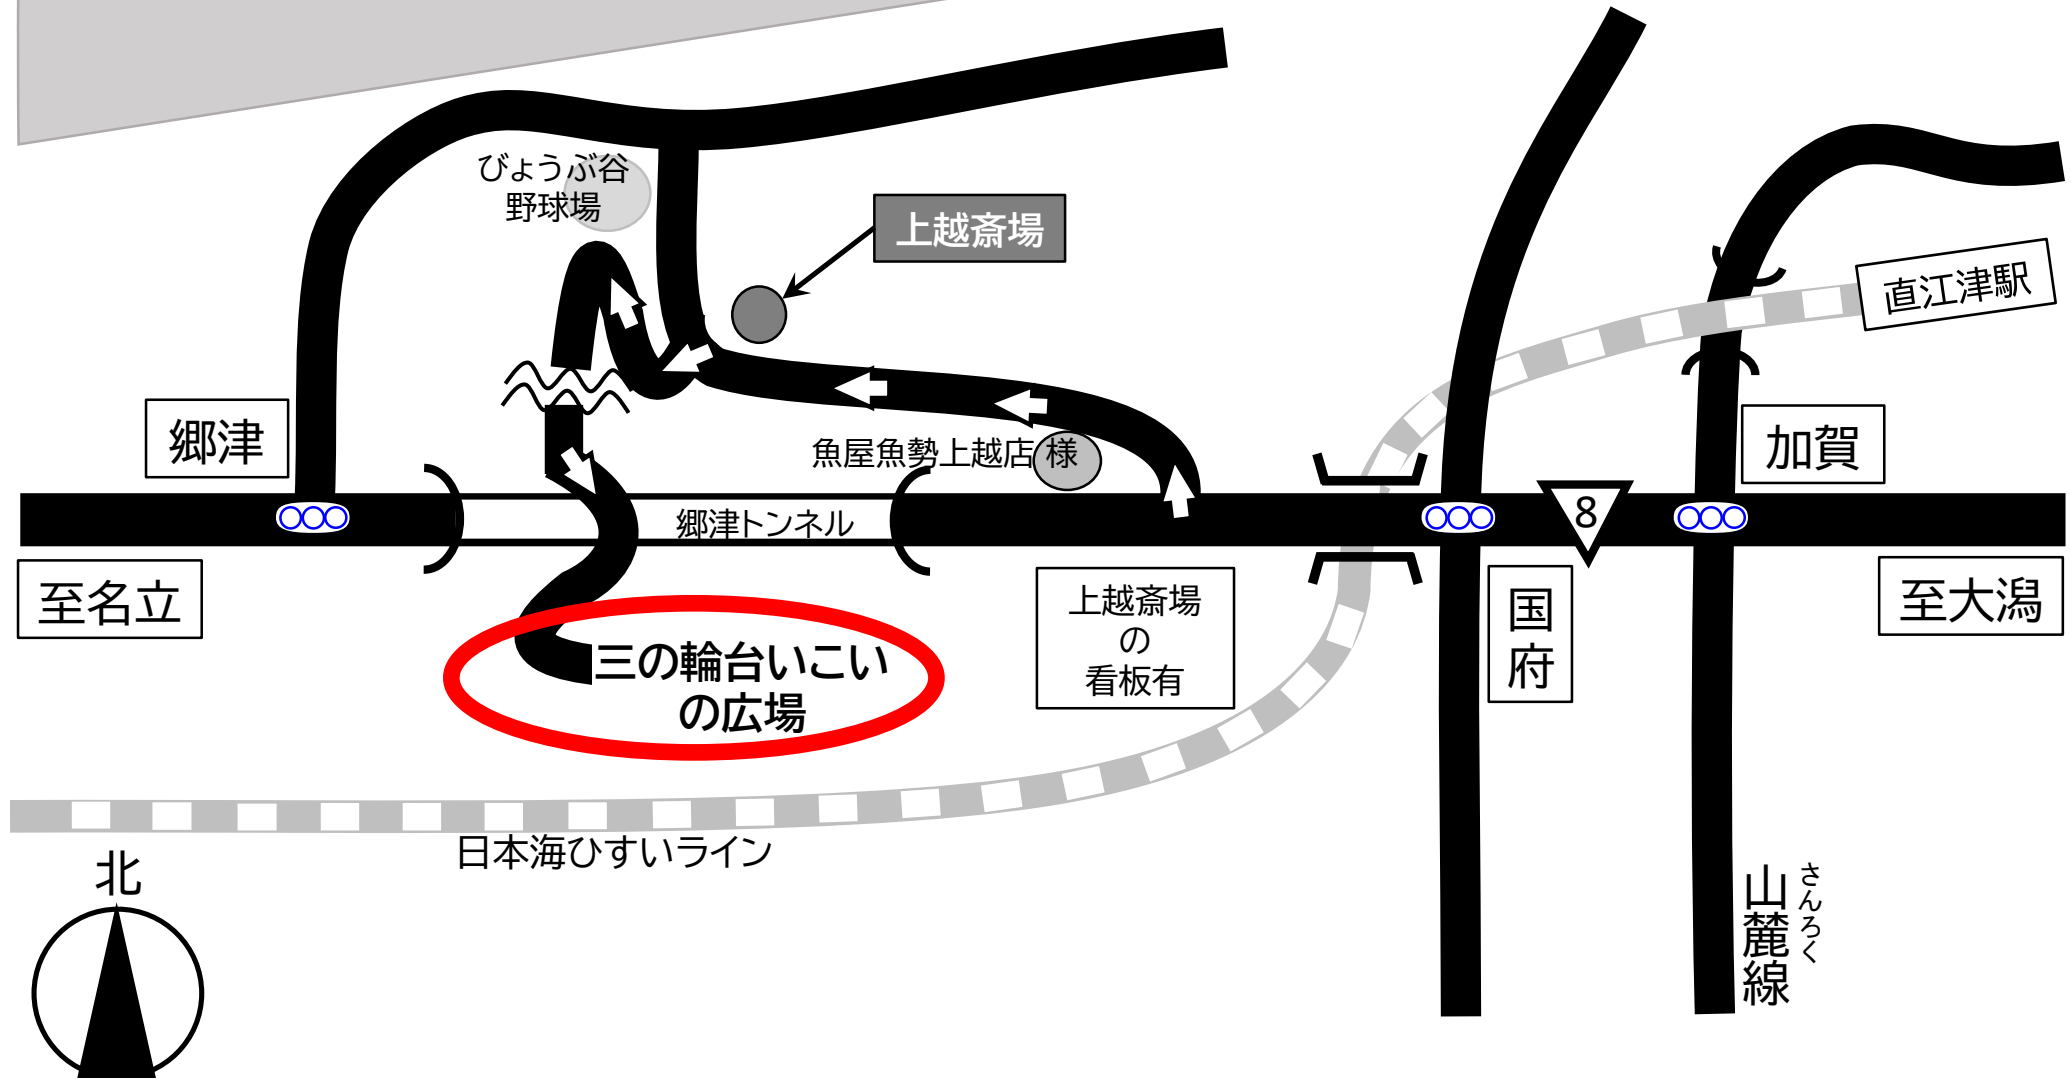 びょうぶ谷
野球場
上越斎場
直江津駅
郷津
加賀
魚屋魚勢上越店 様
郷津トンネル
8
至名立
上越斎場
の
看板有
国府
至大潟
三の輪台いこい
の広場
日本海ひすいライン
北
山麓線
さんろく